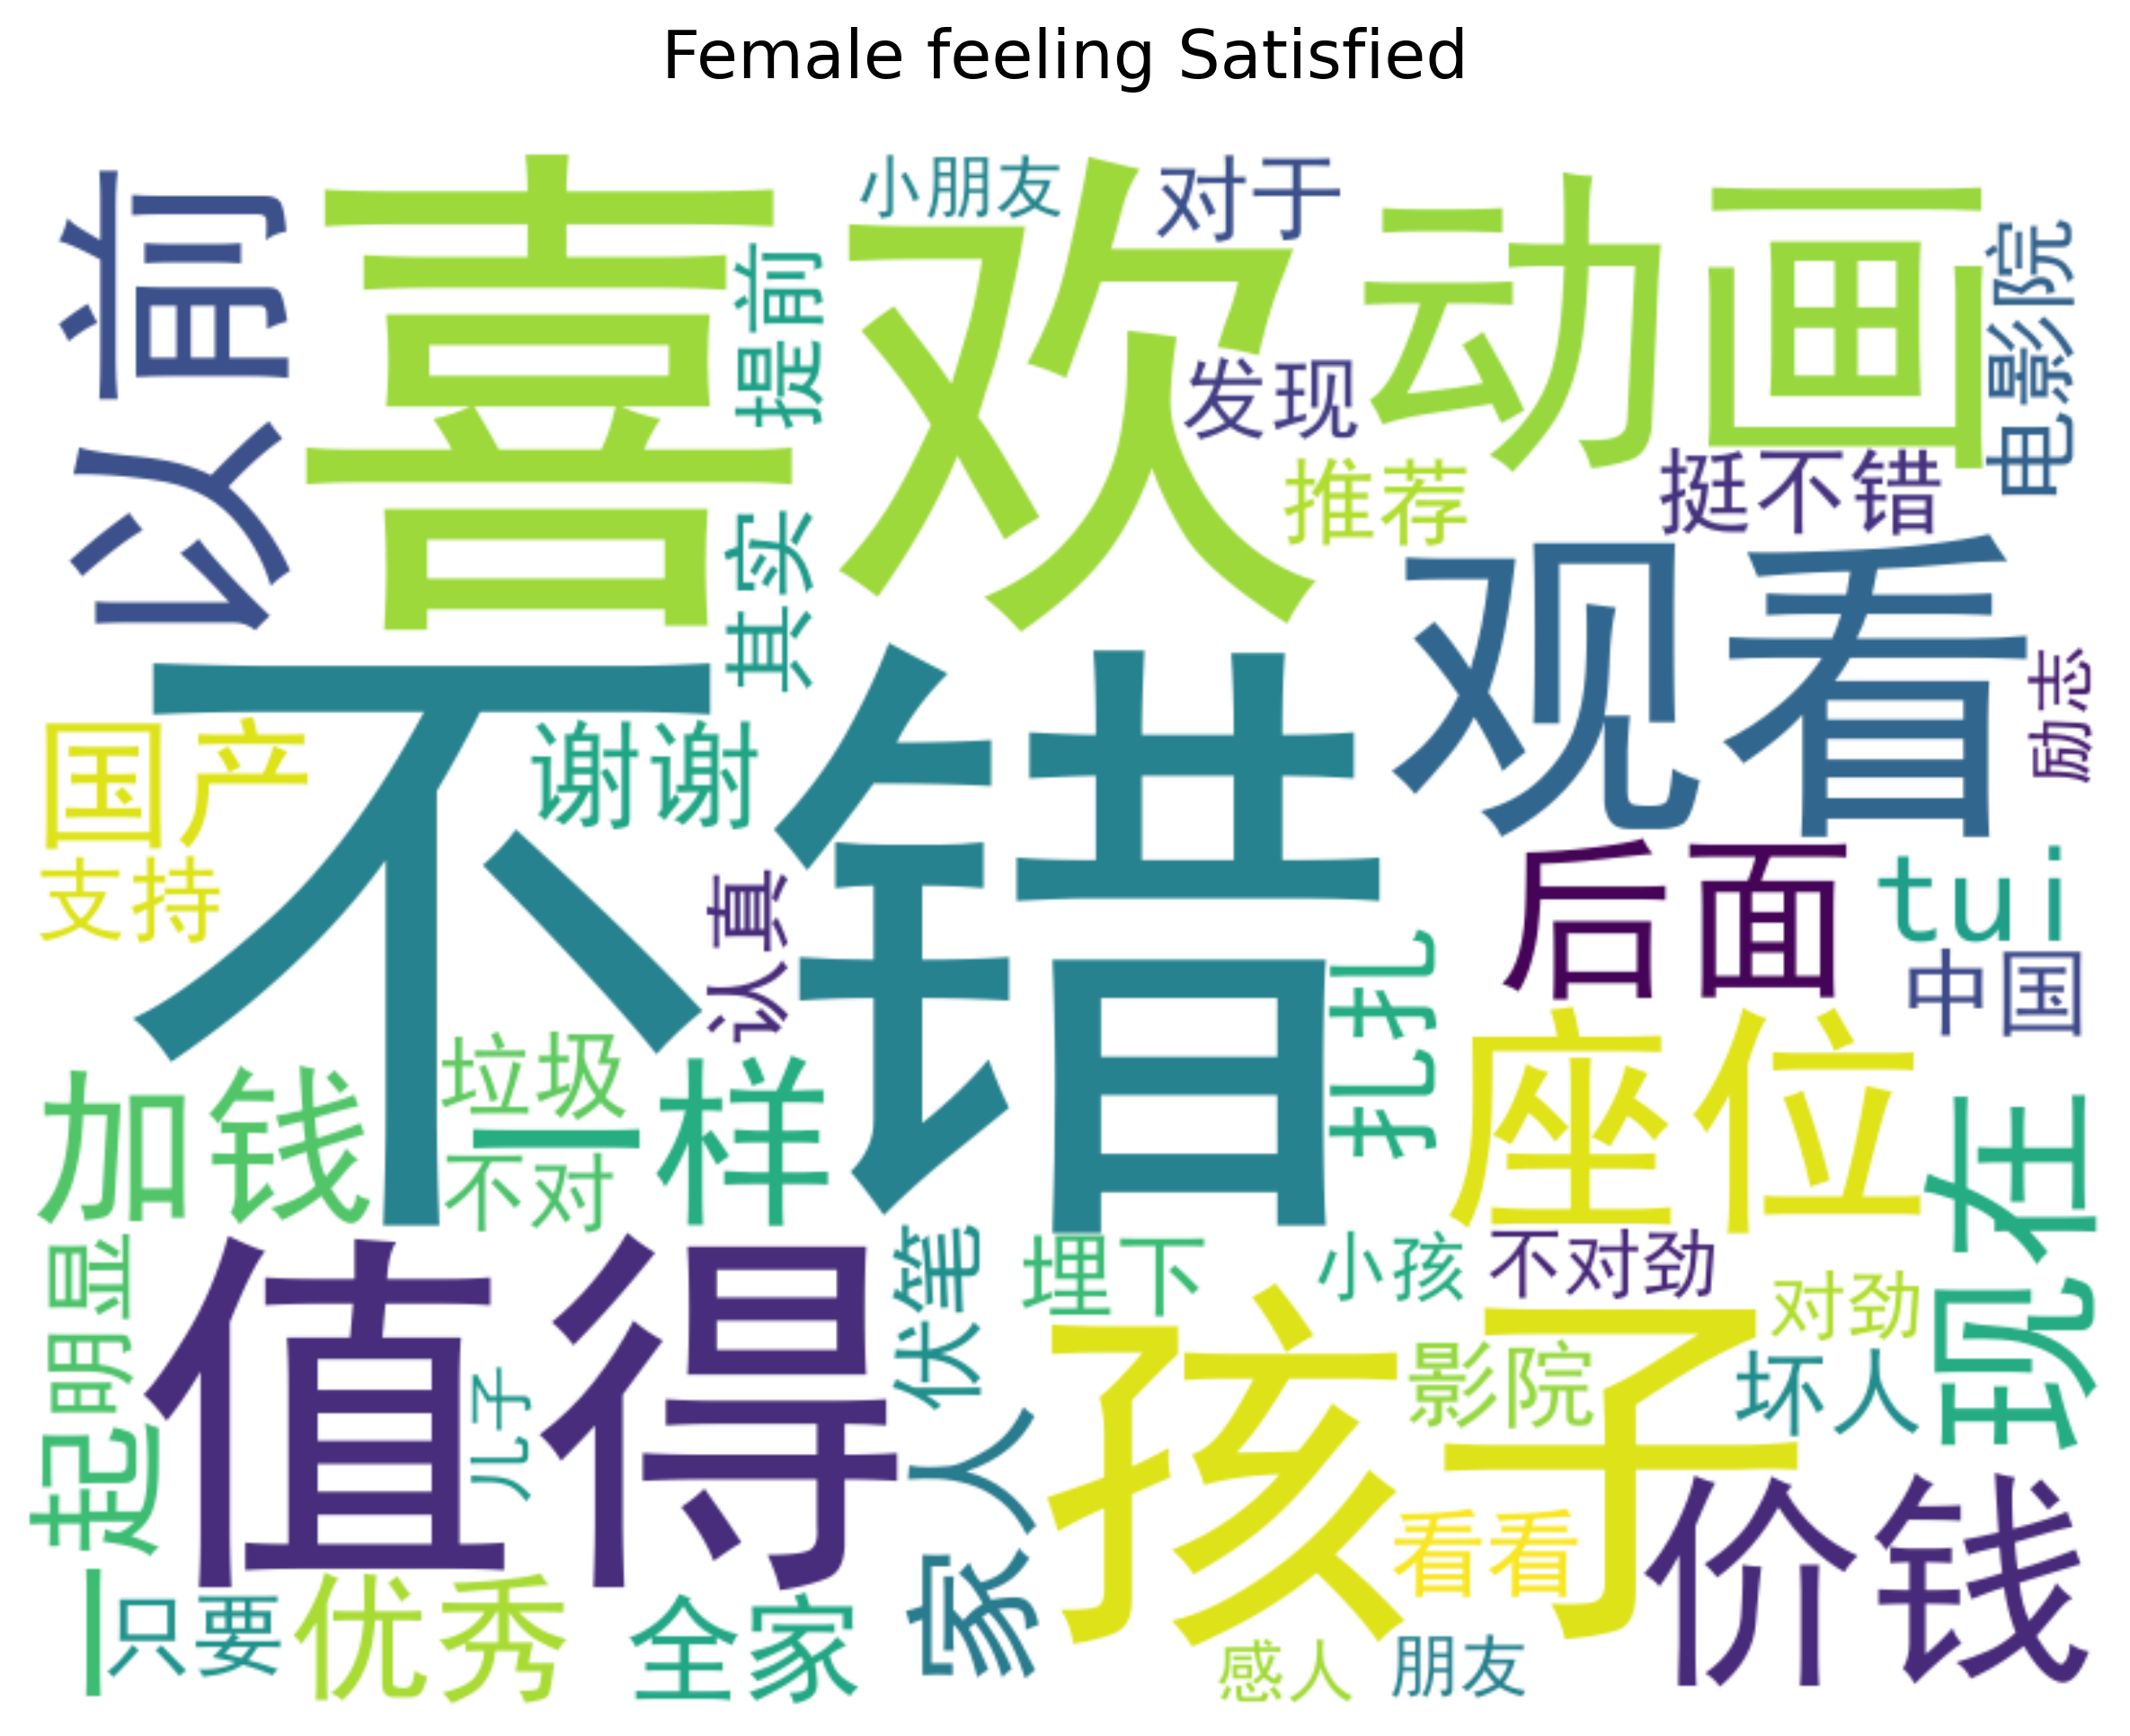 Female feeling Satisfied
以前
喜欢
小朋友
对于
动画
电影院
提前
发现
推荐
挺不错
其实
不错
观看
励志
国产
谢谢
支持
认真
后面
tui
中国
扎扎
座位
加钱
垃圾
一样
不对
现在
明显
值得
伏笔
埋下
小孩
不对劲
对劲
孩子
影院
坏人
儿子
一起
家人
看看
价钱
只要
优秀
全家
感人
朋友